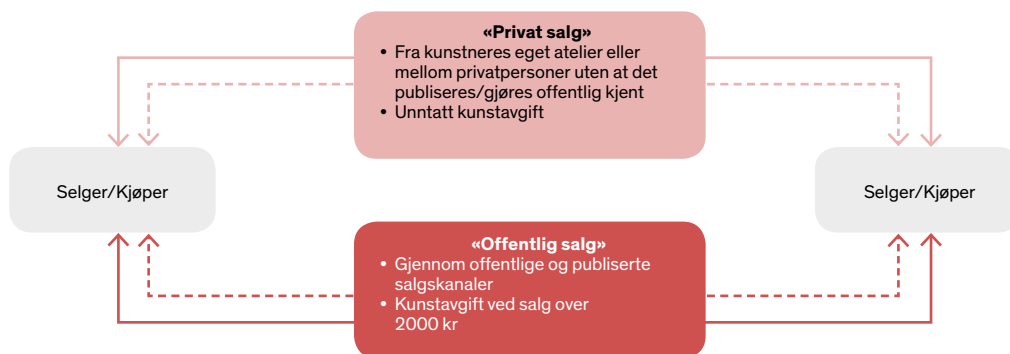 «Privat salg»
• Fra kunstneres eget atelier eller
mellom privatpersoner uten at det
publiseres/gjøres offentlig kjent
• Unntatt kunstavgift
Selger/Kjøper
Selger/Kjøper
«Offentlig salg»
• Gjennom offentlige og publiserte
salgskanaler
• Kunstavgift ved salg over
2000 kr